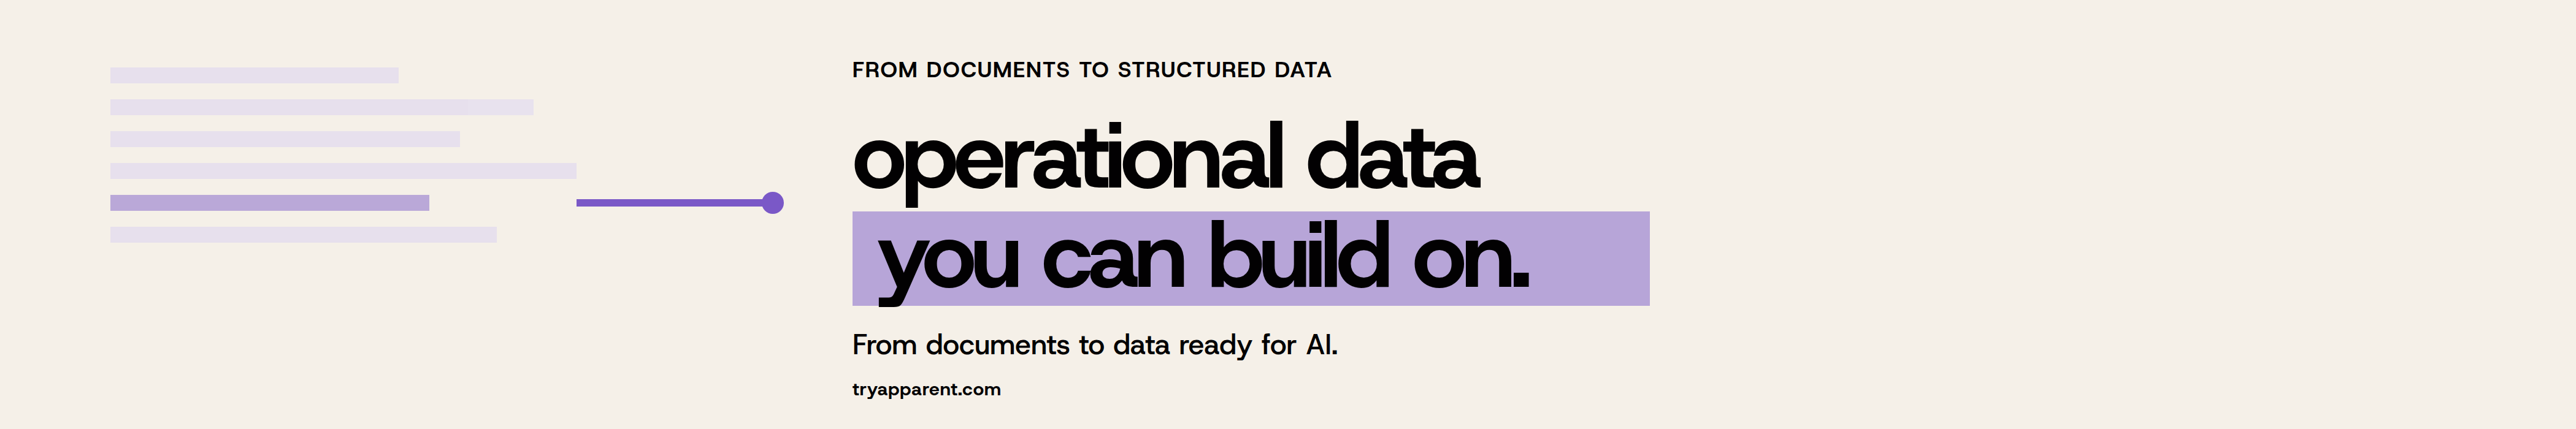 FROM DOCUMENTS TO STRUCTURED DATA
operational data
you can build on.
From documents to data ready for AI.
tryapparent.com